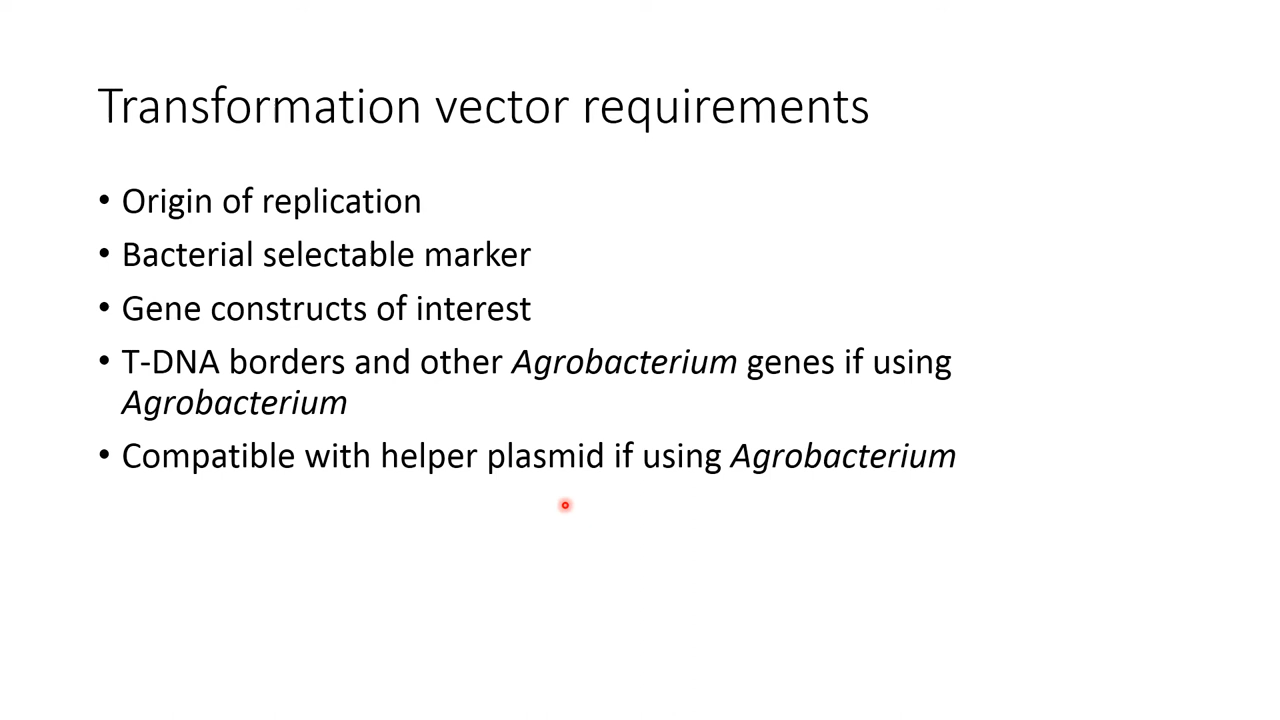 Transformation vector requirements
• Origin of replication
• Bacterial selectable marker
• Gene constructs of interest
• T-DNA borders and other Agrobacterium genes if using
Agrobacterium
• Compatible with helper plasmid if using Agrobacterium